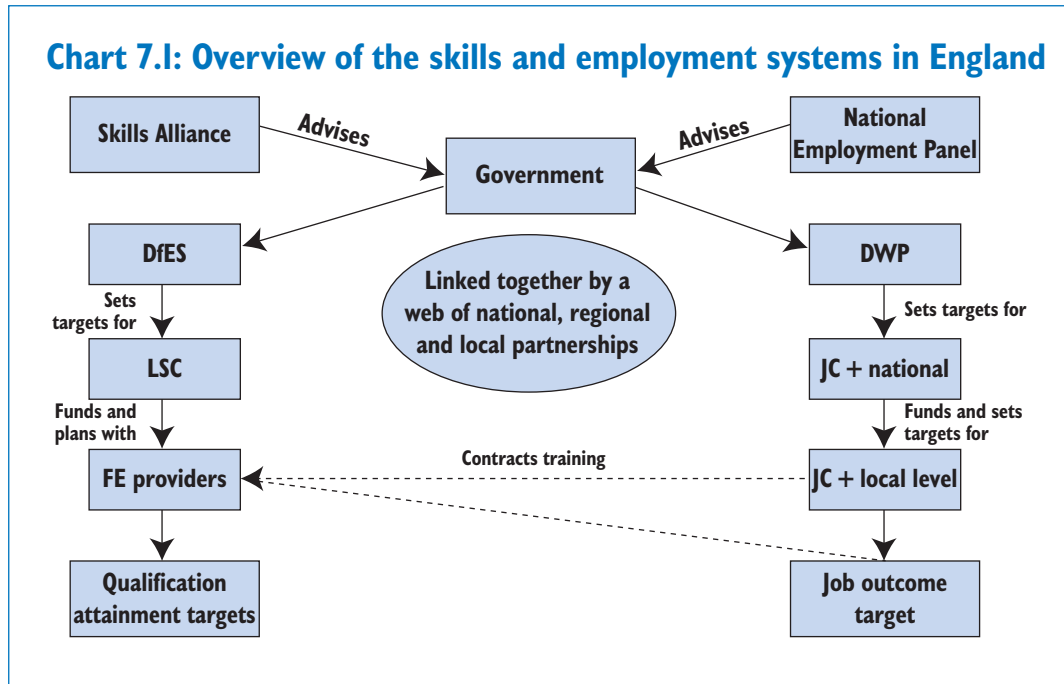 Chart 7.1: Overview of the skills and employment systems in England
Skills Alliance
Advises
Advises
National
Employment Panel
Government
DfES
DWP
Linked together by a
web of national, regional
and local partnerships
Sets
targets for
Sets targets for
LSC
JC + national
Funds and
plans with
Funds and sets
targets for
Contracts training
FE providers
JC + local level
Qualification
attainment targets
Job outcome
target